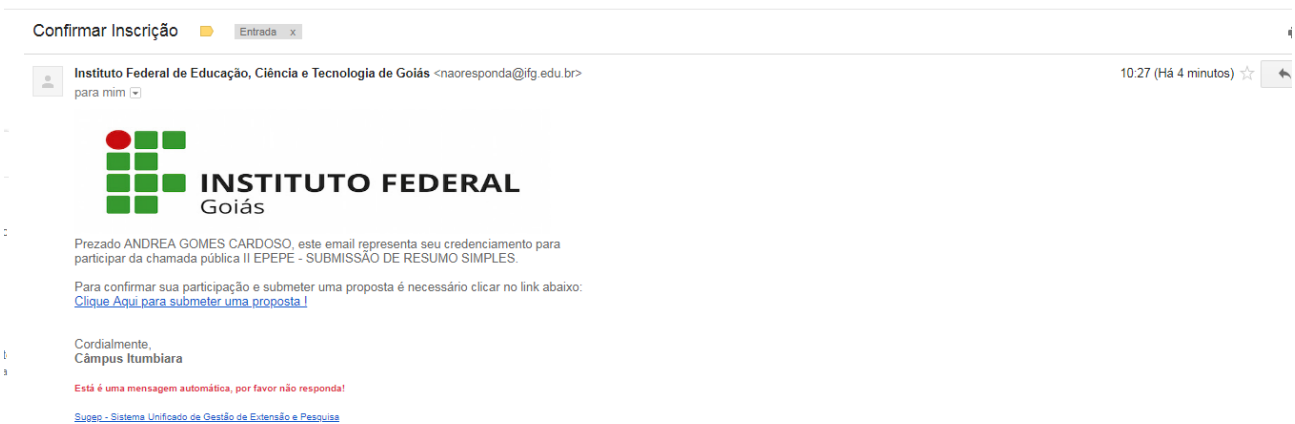 Confirmar Inscrição
Entrada x
Instituto Federal de Educação, Ciência e Tecnologia de Goiás <naoresponda@ifg.edu.br>
10:27 (Há 4 minutos)
para mim
INSTITUTO FEDERAL
Goiás
Prezado ANDREA GOMES CARDOSO, este email representa seu credenciamento para
participar da chamada pública II EPEPE - SUBMISSÃO DE RESUMO SIMPLES.
Para confirmar sua participação e submeter uma proposta é necessário clicar no link abaixo:
Clique Aqui para submeter uma proposta !
Cordialmente,
Câmpus Itumbiara
Está é uma mensagem automática, por favor não responda!
Sugep - Sistema Unificado de Gestão de Extensão e Pesquisa